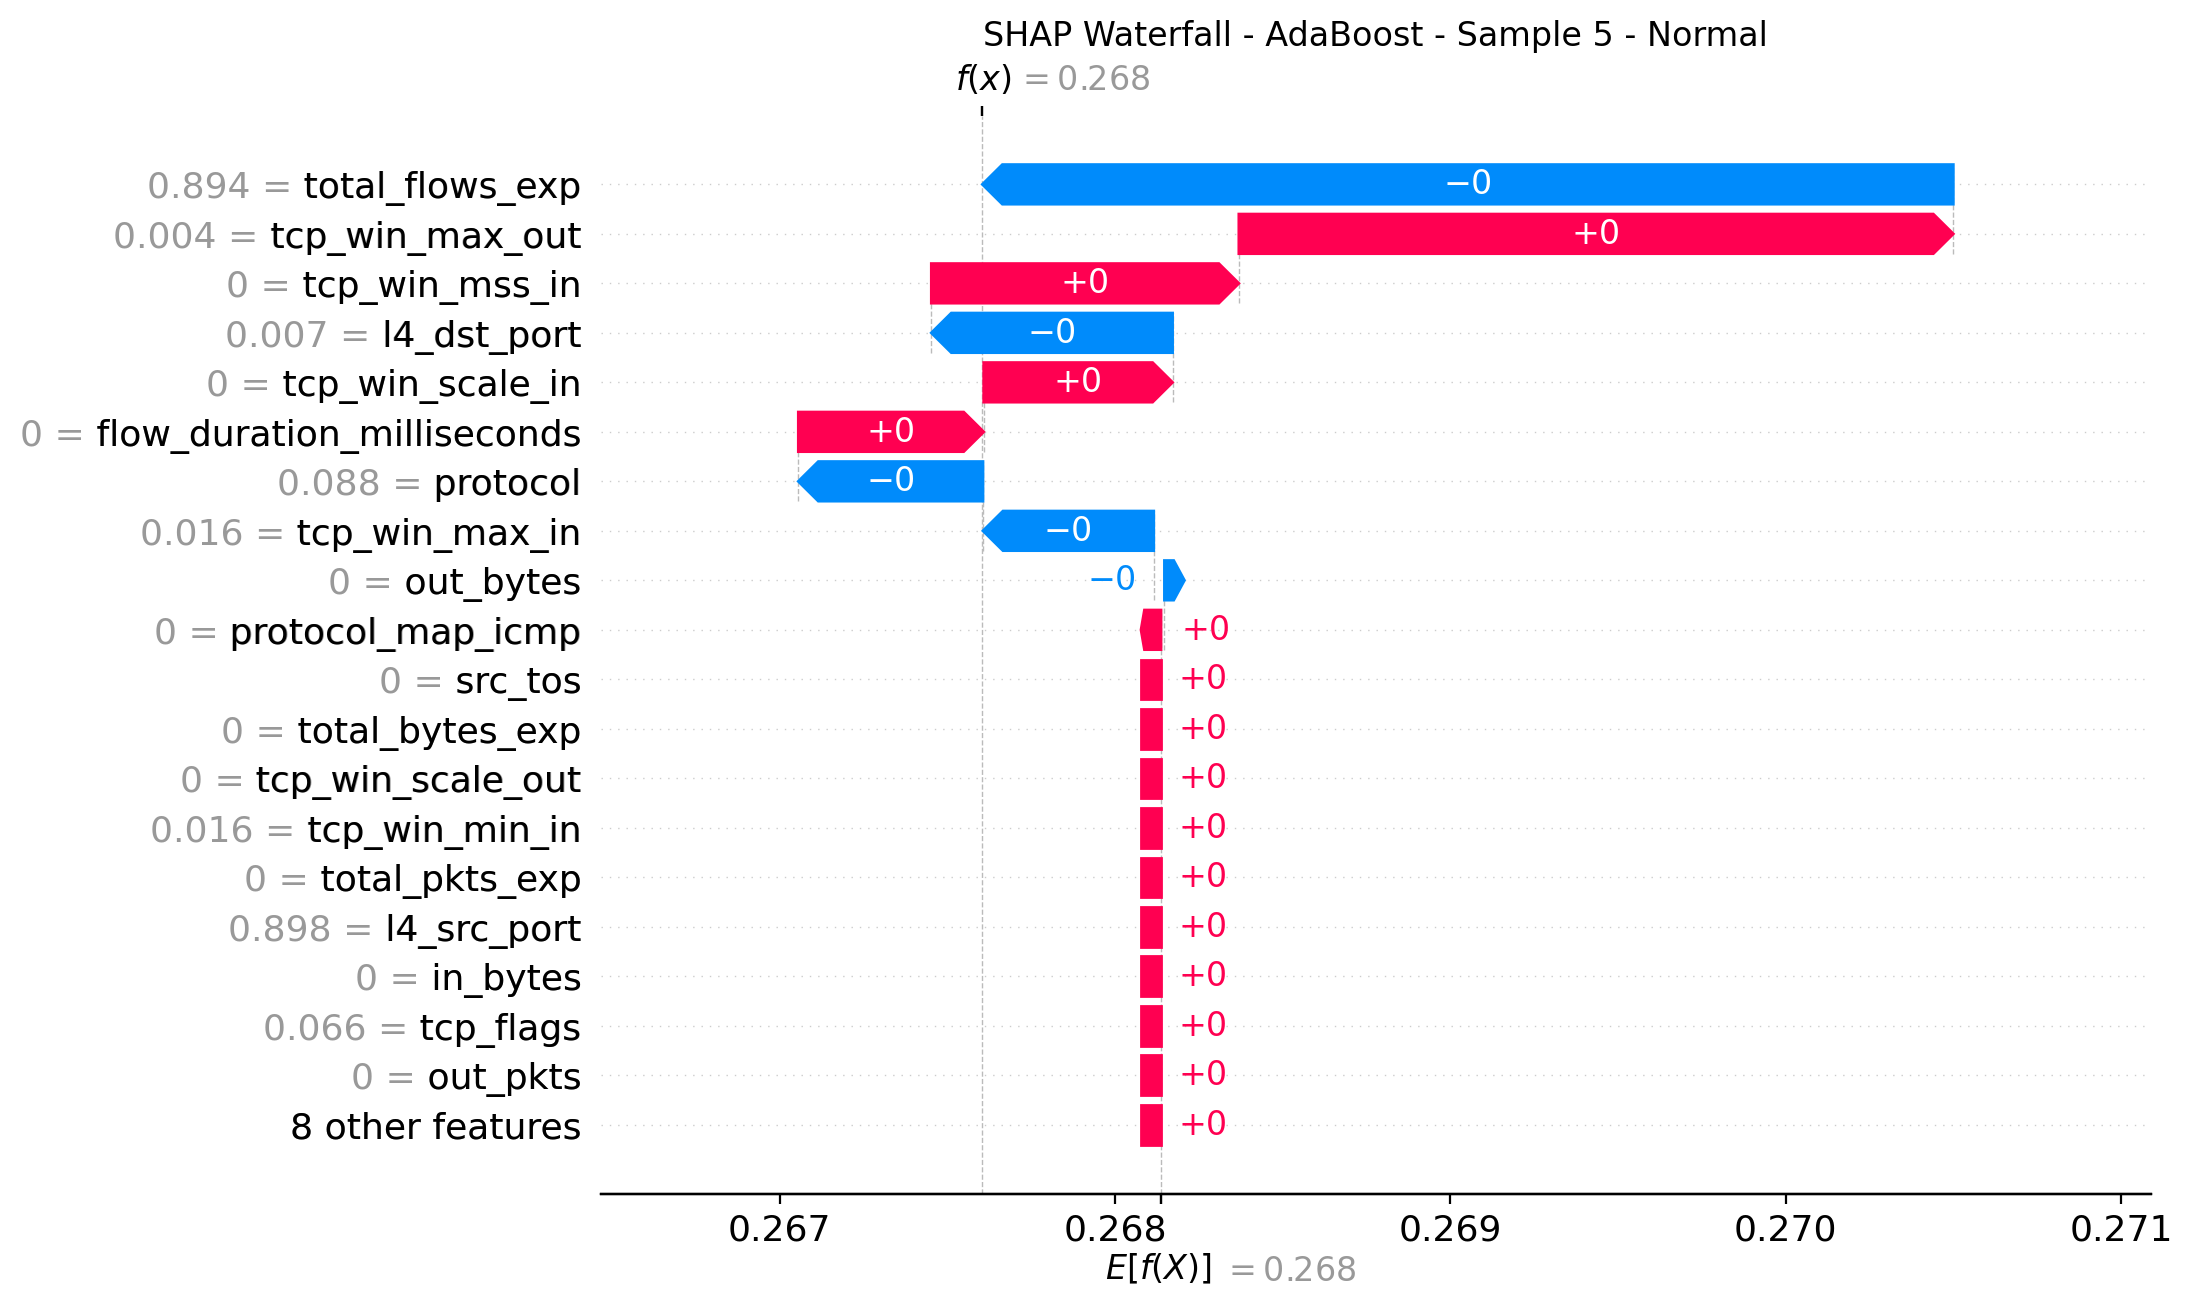 SHAP Waterfall - AdaBoost - Sample 5 - Normal
f(x) = 0.268
0.894 = total_flows_exp −0
0.004 = tcp_win_max_out +0
0 = tcp_win_mss_in +0
0.007 = l4_dst_port −0
0 = tcp_win_scale_in +0
0 = flow_duration_milliseconds +0
0.088 = protocol −0
0.016 = tcp_win_max_in −0
0 = out_bytes −0
0 = protocol_map_icmp +0
0 = src_tos +0
0 = total_bytes_exp +0
0 = tcp_win_scale_out +0
0.016 = tcp_win_min_in +0
0 = total_pkts_exp +0
0.898 = l4_src_port +0
0 = in_bytes +0
0.066 = tcp_flags +0
0 = out_pkts +0
8 other features +0
0.267 0.268 0.269 0.270 0.271
E[f(X)] = 0.268